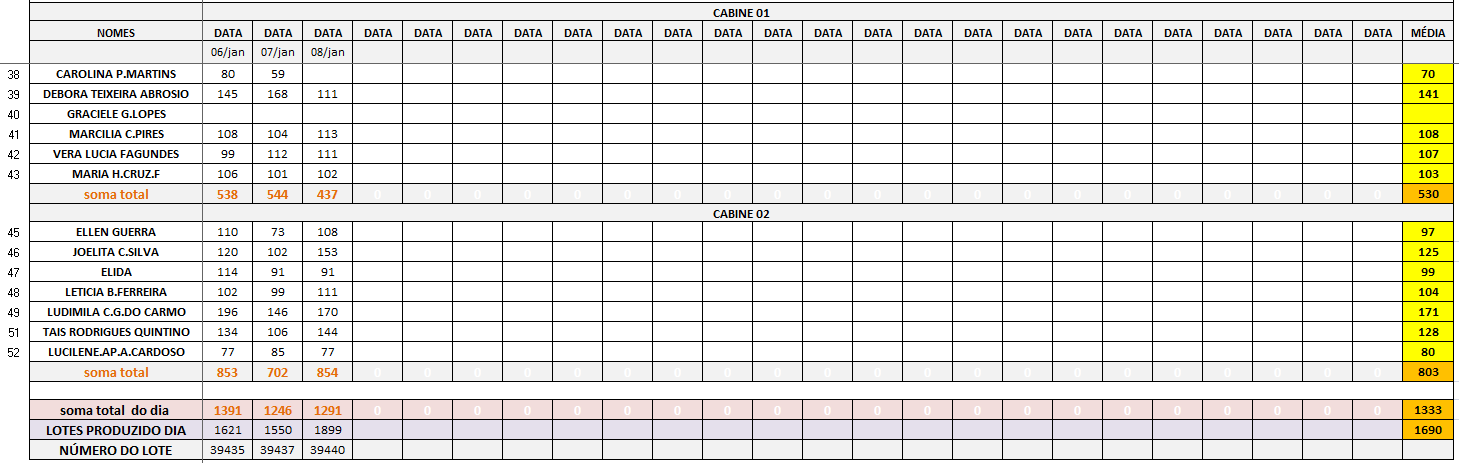 CABINE 01
NOMES DATA DATA DATA DATA DATA DATA DATA DATA DATA DATA DATA DATA DATA DATA DATA DATA DATA DATA DATA DATA DATA DATA DATA DATA MÉDIA
06/jan 07/jan 08/jan
38 CAROLINA P.MARTINS 80 59 70
39 DEBORA TEIXEIRA ABROSIO 145 168 111 141
40 GRACIELE G.LOPES
41 MARCILIA C.PIRES 108 104 113 108
42 VERA LUCIA FAGUNDES 99 112 111 107
43 MARIA H.CRUZ.F 106 101 102 103
soma total 538 544 437 0 0 0 0 0 0 0 0 0 0 0 0 0 0 0 0 0 0 0 0 0 530
CABINE 02
45 ELLEN GUERRA 110 73 108 97
46 JOELITA C.SILVA 120 102 153 125
47 ELIDA 114 91 91 99
48 LETICIA B.FERREIRA 102 99 111 104
49 LUDIMILA C.G.DO CARMO 196 146 170 171
51 TAIS RODRIGUES QUINTINO 134 106 144 128
52 LUCILENE.AP.A.CARDOSO 77 85 77 80
soma total 853 702 854 0 0 0 0 0 0 0 0 0 0 0 0 0 0 0 0 0 0 0 0 0 803
soma total do dia 1391 1246 1291 0 0 0 0 0 0 0 0 0 0 0 0 0 0 0 0 0 0 0 0 0 1333
LOTES PRODUZIDO DIA 1621 1550 1899 1690
NÚMERO DO LOTE 39435 39437 39440